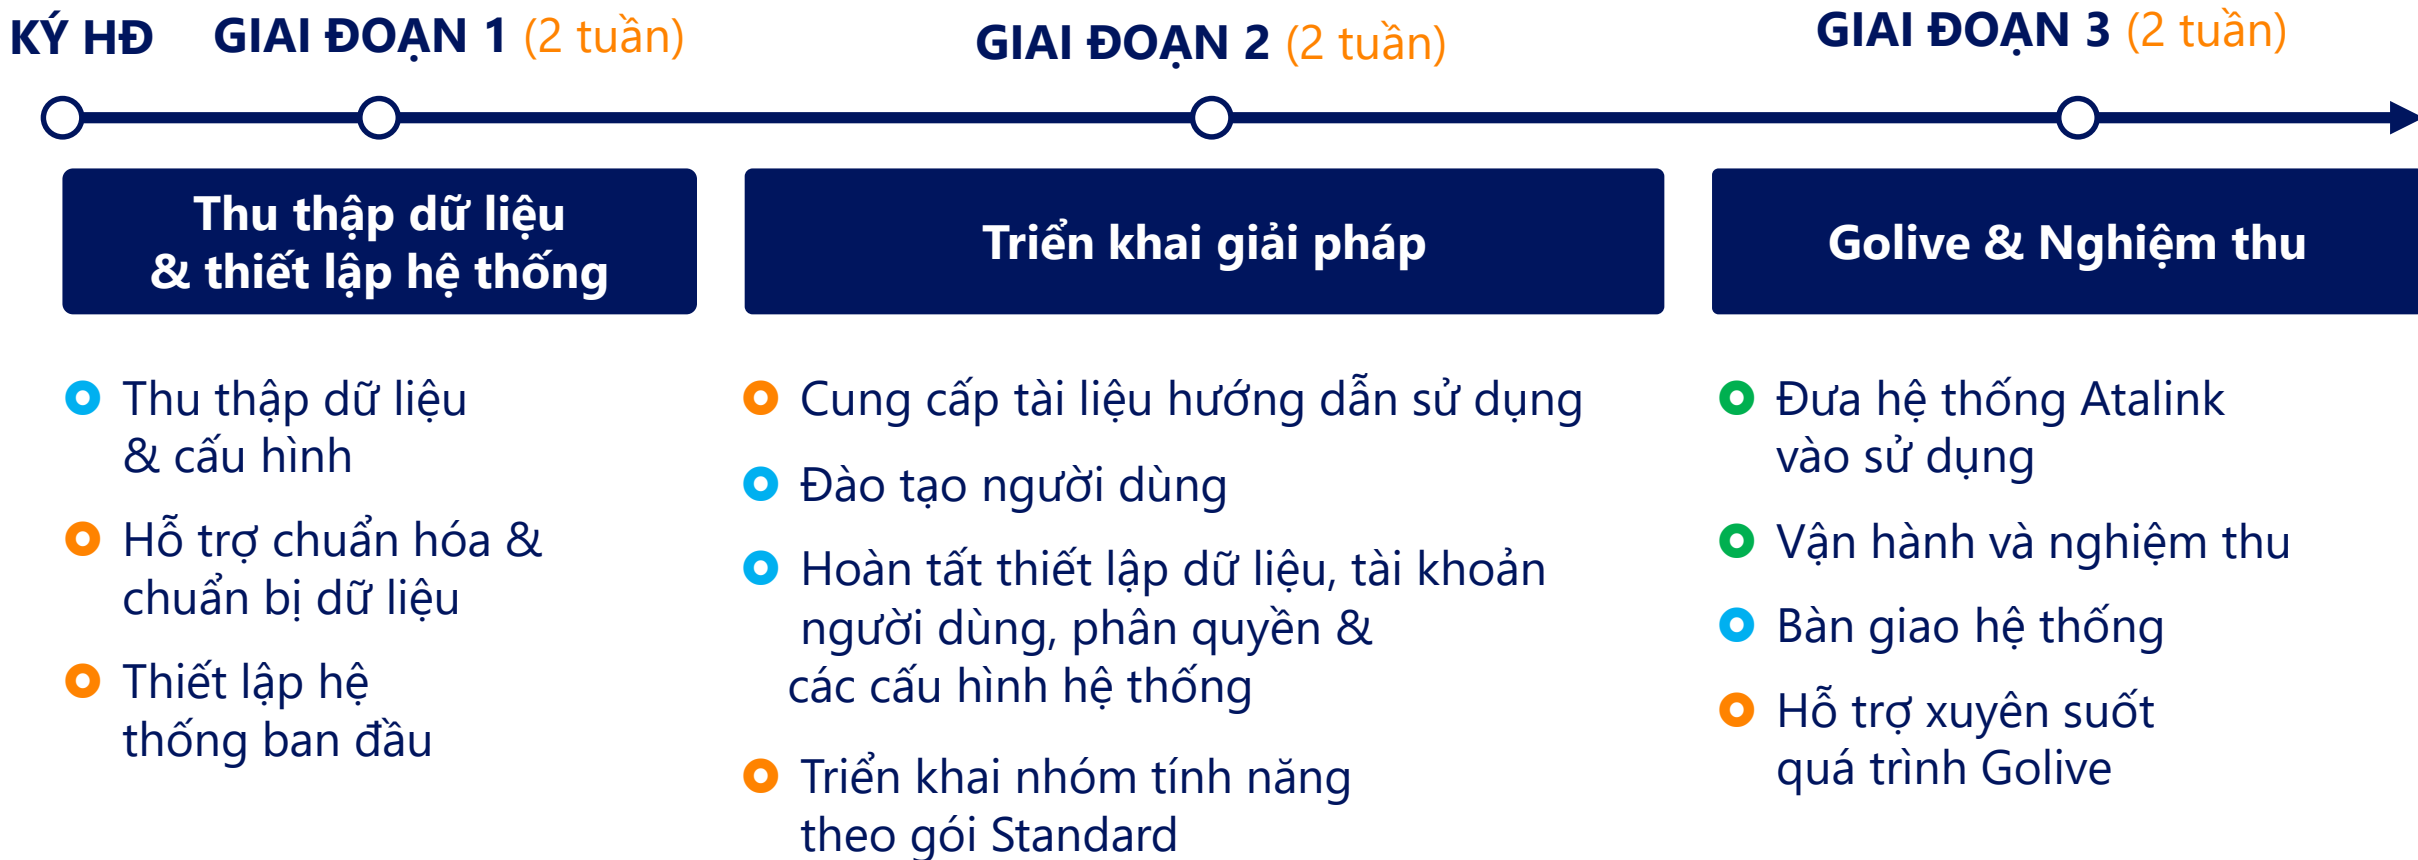 KÝ HĐ
GIAI ĐOẠN 1 (2 tuần)
GIAI ĐOẠN 2 (2 tuần)
GIAI ĐOẠN 3 (2 tuần)
Thu thập dữ liệu
& thiết lập hệ thống
Thu thập dữ liệu
& cấu hình
Hỗ trợ chuẩn hóa &
chuẩn bị dữ liệu
Thiết lập hệ
thống ban đầu
Triển khai giải pháp
Cung cấp tài liệu hướng dẫn sử dụng
Đào tạo người dùng
Hoàn tất thiết lập dữ liệu, tài khoản
người dùng, phân quyền &
các cấu hình hệ thống
Triển khai nhóm tính năng
theo gói Standard
Golive & Nghiệm thu
Đưa hệ thống Atalink
vào sử dụng
Vận hành và nghiệm thu
Bàn giao hệ thống
Hỗ trợ xuyên suốt
quá trình Golive